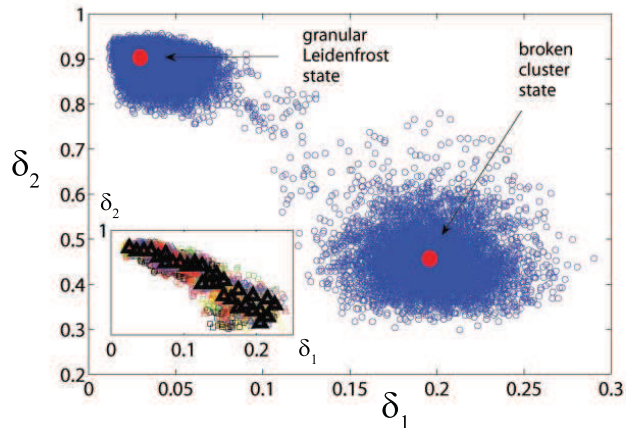 1
0.9
0.8
0.7
0.6
0.5
0.4
0.3
0.2
δ2
granular
Leidenfrost
state
broken
cluster
state
δ2
1
0
0.1
0.2
δ1
0
0.05
0.1
0.15
0.2
0.25
0.3
δ1